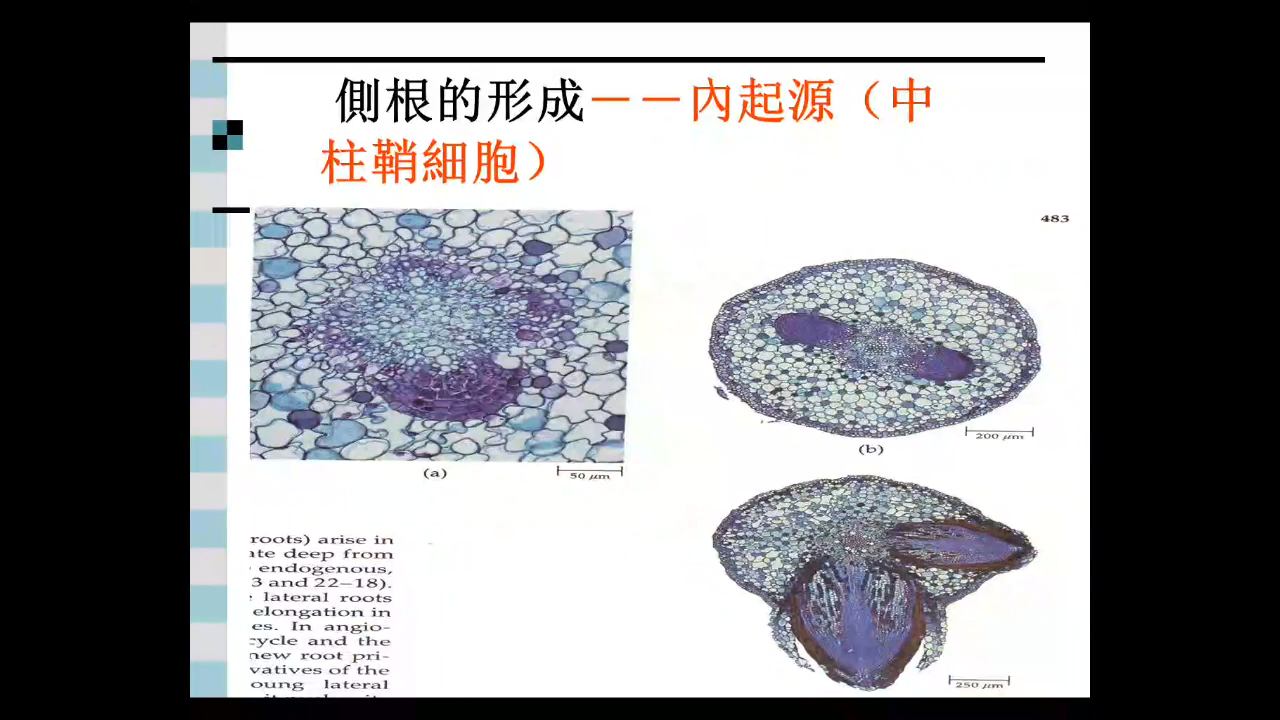 側根的形成－－內起源（中
柱鞘細胞）
483
(a)
50 μm
200 μm
(b)
roots) arise in
deep from
endogenous,
3 and 22–18).
lateral roots
elongation in
es. In angio-
cycle and the
new root pri-
vatives of the
oung lateral
250 μm